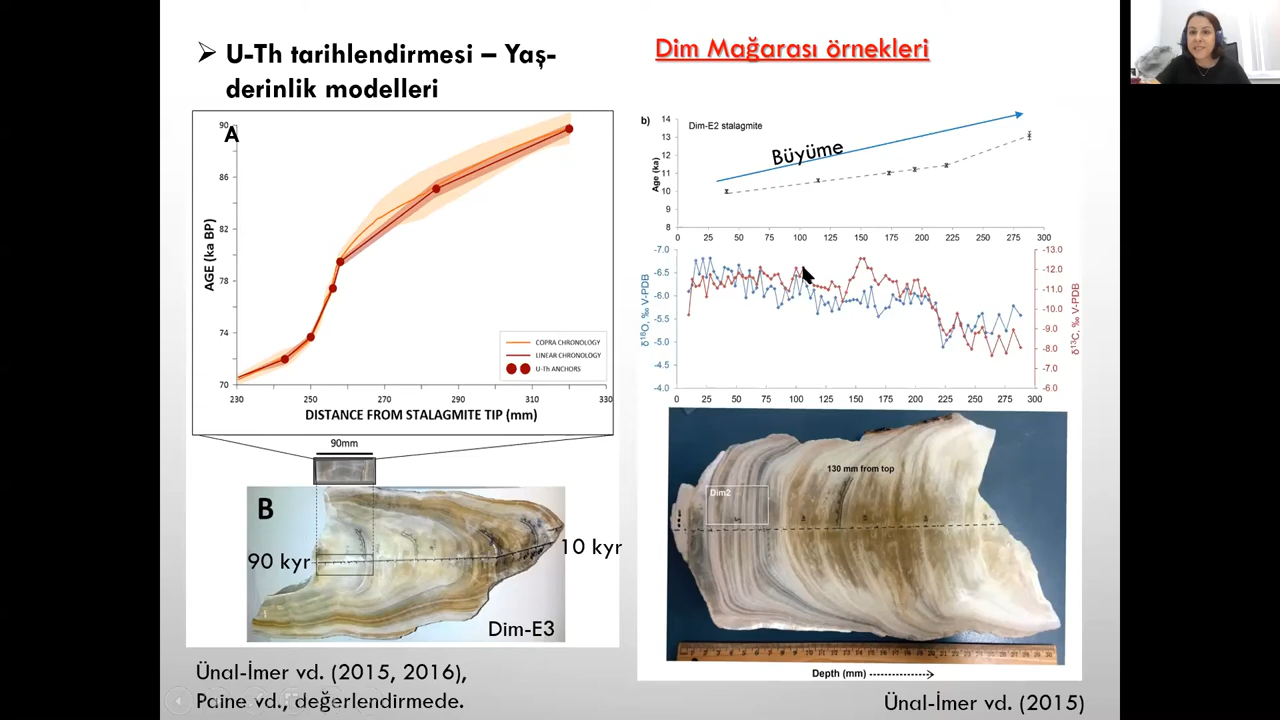 U-Th tarihlendirmesi – Yaş-
derinlik modelleri
Dim Mağarası örnekleri
A
90
86
82
78
74
70
AGE (ka BP)
COPRA CHRONOLOGY
LINEAR CHRONOLOGY
U-Th ANCHORS
230 250 270 290 310 330
DISTANCE FROM STALAGMITE TIP (mm)
90mm
B
90 kyr
10 kyr
Dim-E3
Ünal-İmer vd. (2015, 2016),
Paine vd., değerlendirmede.
b)
Dim-E2 stalagmite
Büyüme
14
13
12
11
10
9
8
Age (ka)
0 25 50 75 100 125 150 175 200 225 250 275 300
-7.0
-6.5
-6.0
-5.5
-5.0
-4.5
-4.0
δ18O, ‰ V-PDB
-13.0
-12.0
-11.0
-10.0
-9.0
-8.0
-7.0
-6.0
δ13C, ‰ V-PDB
0 25 50 75 100 125 150 175 200 225 250 275 300
130 mm from top
Dim2
Depth (mm)
Ünal-İmer vd. (2015)